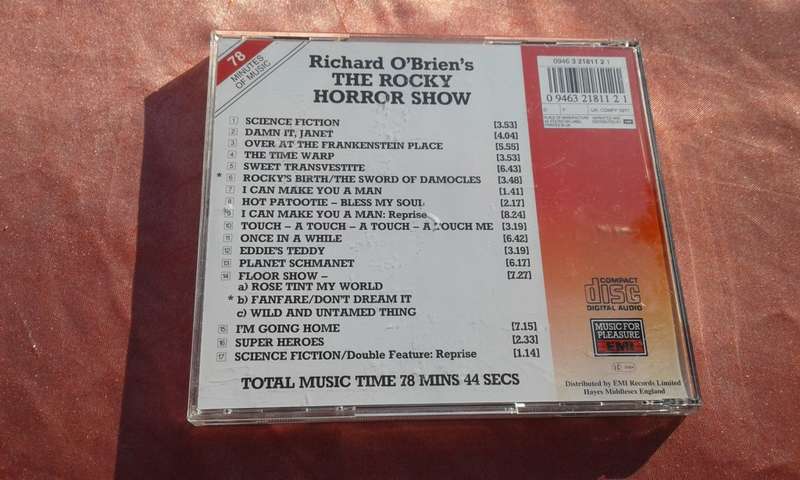 78
MINUTES
OF MUSIC
Richard O'Brien's
THE ROCKY
HORROR SHOW
0946 3 21811 2 1
0 09463 21811 2 1
1 SCIENCE FICTION [3.53]
2 DAMN IT, JANET [4.04]
3 OVER AT THE FRANKENSTEIN PLACE [5.55]
4 THE TIME WARP [3.53]
5 SWEET TRANSVESTITE [6.43]
* 6 ROCKY'S BIRTH/THE SWORD OF DAMOCLES [3.48]
7 I CAN MAKE YOU A MAN [1.41]
8 HOT PATOOTIE – BLESS MY SOUL [2.17]
9 I CAN MAKE YOU A MAN: Reprise [8.24]
10 TOUCH – A TOUCH – A TOUCH – A TOUCH ME [3.19]
11 ONCE IN A WHILE [6.42]
12 EDDIE'S TEDDY [3.19]
13 PLANET SCHMANET [6.17]
14 FLOOR SHOW – [7.27]
a) ROSE TINT MY WORLD
* b) FANFARE/DON'T DREAM IT
c) WILD AND UNTAMED THING
15 I'M GOING HOME [7.15]
16 SUPER HEROES [2.33]
17 SCIENCE FICTION/Double Feature: Reprise [1.14]
TOTAL MUSIC TIME 78 MINS 44 SECS
COMPACT
disc
DIGITAL AUDIO
MUSIC FOR
PLEASURE
EMI
Distributed by EMI Records Limited
Hayes Middlesex England